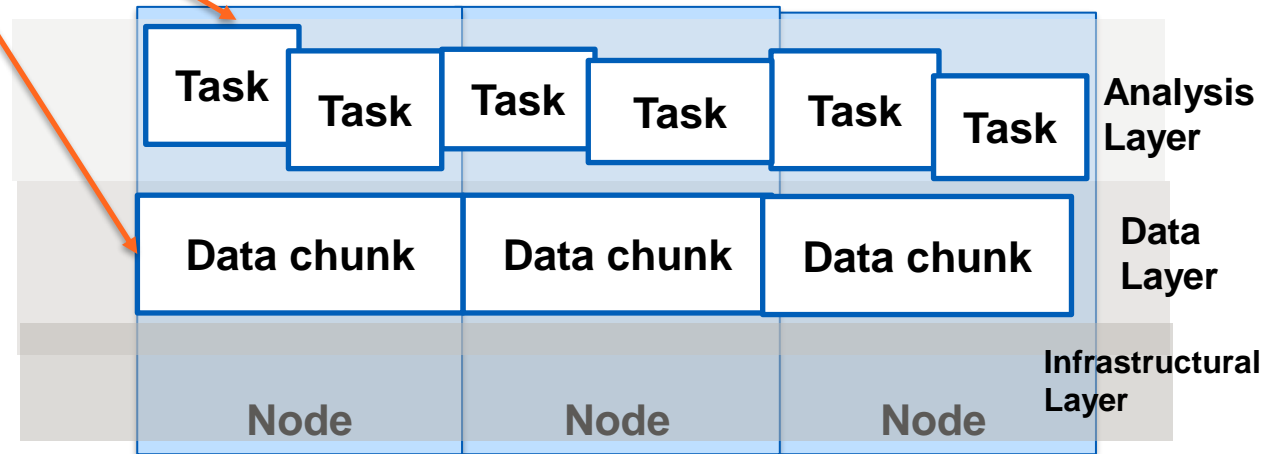 Task
Task
Task
Task
Task
Task
Analysis
Layer
Data chunk
Data chunk
Data chunk
Data
Layer
Infrastructural
Layer
Node
Node
Node